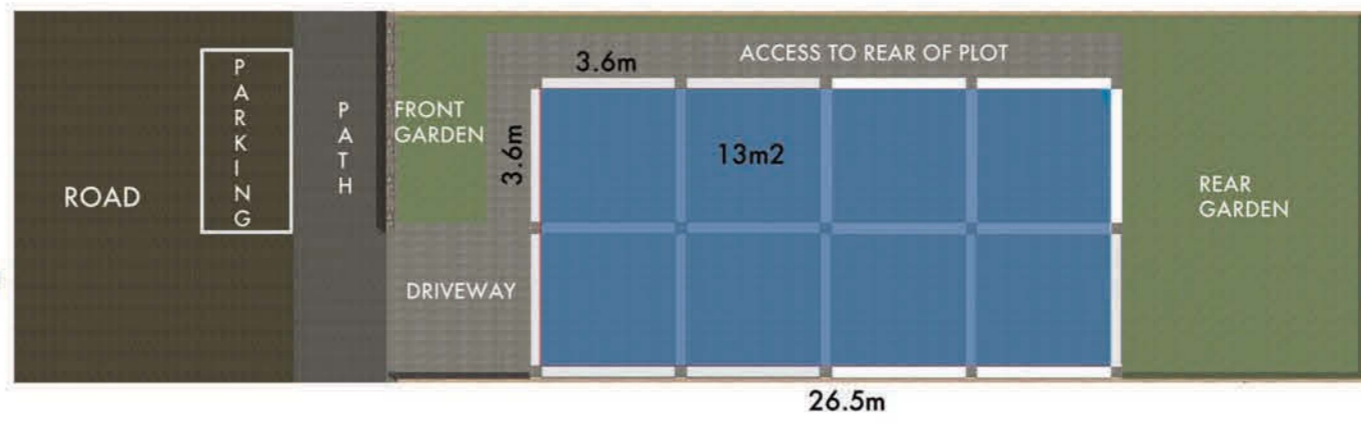 ROAD
PARKING
PATH
FRONT
GARDEN
DRIVEWAY
3.6m
3.6m
ACCESS TO REAR OF PLOT
13m2
REAR
GARDEN
26.5m